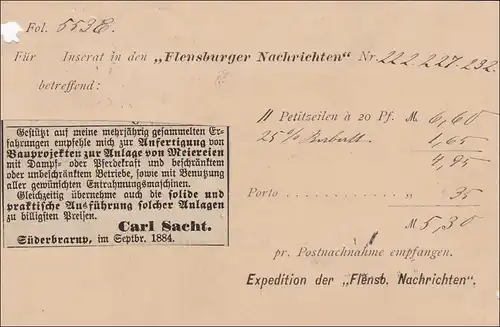 Fol. 553E.
Für Inserat in den „Flensburger Nachrichten" Nr. 222. 227. 232.
betreffend:
11 Petitzeilen à 20 Pf. M. 6,60
25 % Rabatt. 1,65
4,95
Porto . . . . . . „ 35
M. 5,30
pr. Postnachnahme empfangen.
Expedition der „Flensb. Nachrichten".
Gestützt auf meine mehrjährig gesammelten Er-
fahrungen empfehle mich zur Anfertigung von
Bauprojekten zur Anlage von Meiereien
mit Dampf- oder Pferdekraft und beschränktem
oder unbeschränktem Betriebe, sowie mit Benutzung
aller gewünschten Entrahmungsmaschinen.
Gleichzeitig übernehme auch die solide und
praktische Ausführung solcher Anlagen
zu billigsten Preisen.
Carl Sacht.
Süderbrarup, im Septbr. 1884.